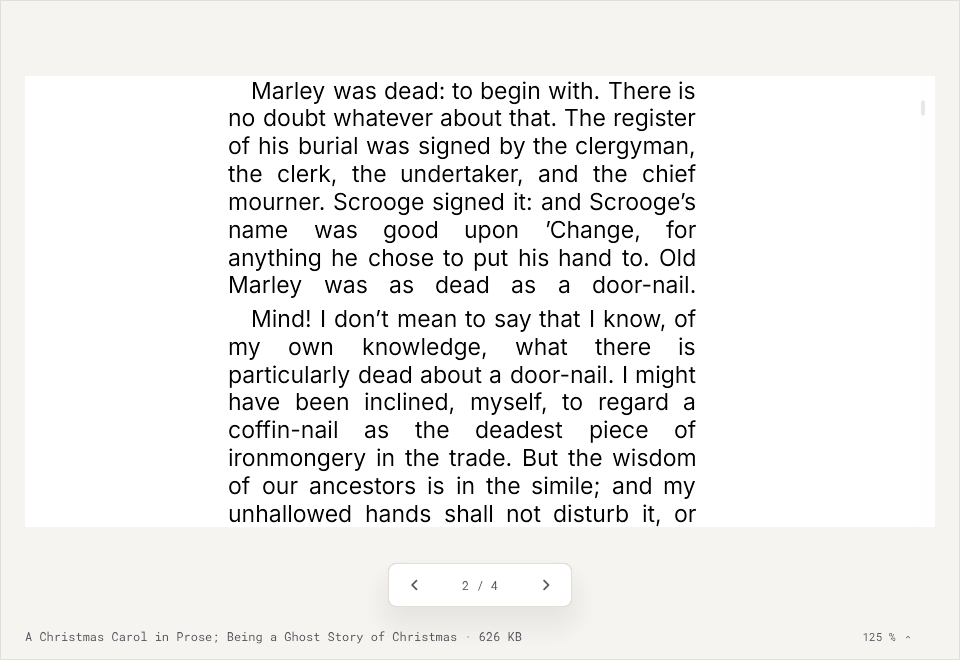 Marley was dead: to begin with. There is
no doubt whatever about that. The register
of his burial was signed by the clergyman,
the clerk, the undertaker, and the chief
mourner. Scrooge signed it: and Scrooge’s
name was good upon ’Change, for
anything he chose to put his hand to. Old
Marley was as dead as a door-nail.
Mind! I don’t mean to say that I know, of
my own knowledge, what there is
particularly dead about a door-nail. I might
have been inclined, myself, to regard a
coffin-nail as the deadest piece of
ironmongery in the trade. But the wisdom
of our ancestors is in the simile; and my
unhallowed hands shall not disturb it, or
2 / 4
A Christmas Carol in Prose; Being a Ghost Story of Christmas · 626 KB
125 %